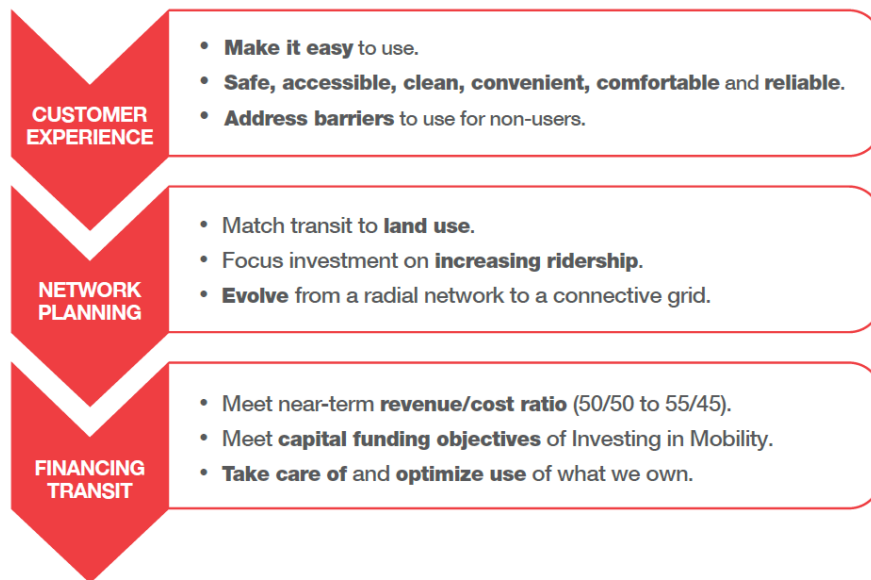 CUSTOMER
EXPERIENCE
• Make it easy to use.
• Safe, accessible, clean, convenient, comfortable and reliable.
• Address barriers to use for non-users.
NETWORK
PLANNING
• Match transit to land use.
• Focus investment on increasing ridership.
• Evolve from a radial network to a connective grid.
FINANCING
TRANSIT
• Meet near-term revenue/cost ratio (50/50 to 55/45).
• Meet capital funding objectives of Investing in Mobility.
• Take care of and optimize use of what we own.